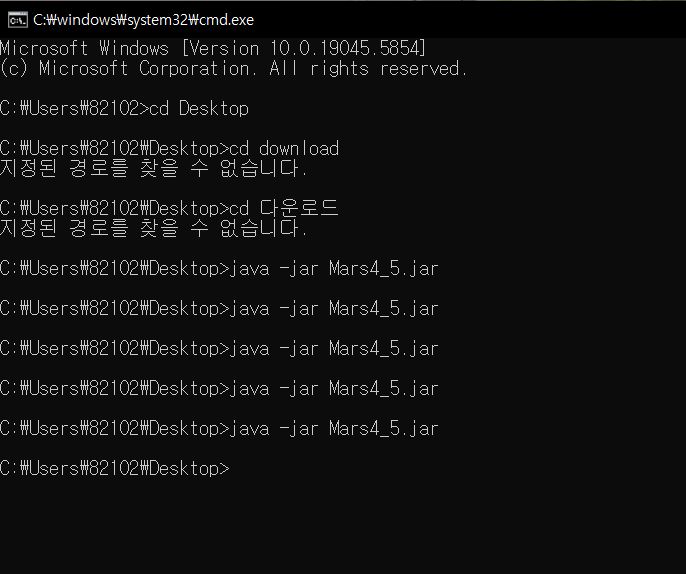 C:₩windows₩system32₩cmd.exe
Microsoft Windows [Version 10.0.19045.5854]
(c) Microsoft Corporation. All rights reserved.
C:₩Users₩82102>cd Desktop
C:₩Users₩82102₩Desktop>cd download
지정된 경로를 찾을 수 없습니다.
C:₩Users₩82102₩Desktop>cd 다운로드
지정된 경로를 찾을 수 없습니다.
C:₩Users₩82102₩Desktop>java -jar Mars4_5.jar
C:₩Users₩82102₩Desktop>java -jar Mars4_5.jar
C:₩Users₩82102₩Desktop>java -jar Mars4_5.jar
C:₩Users₩82102₩Desktop>java -jar Mars4_5.jar
C:₩Users₩82102₩Desktop>java -jar Mars4_5.jar
C:₩Users₩82102₩Desktop>